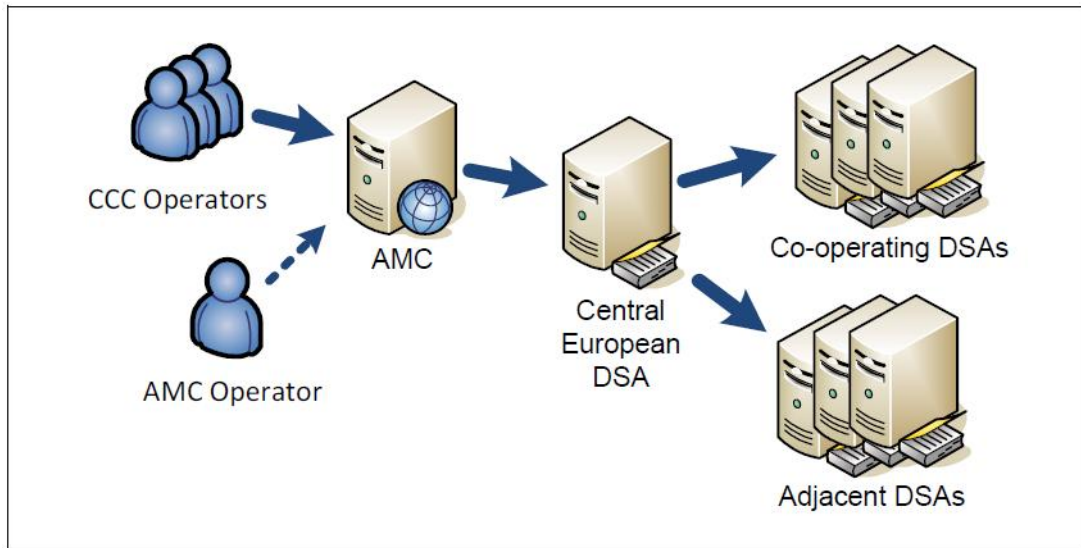 CCC Operators
AMC
Co-operating DSAs
AMC Operator
Central
European
DSA
Adjacent DSAs